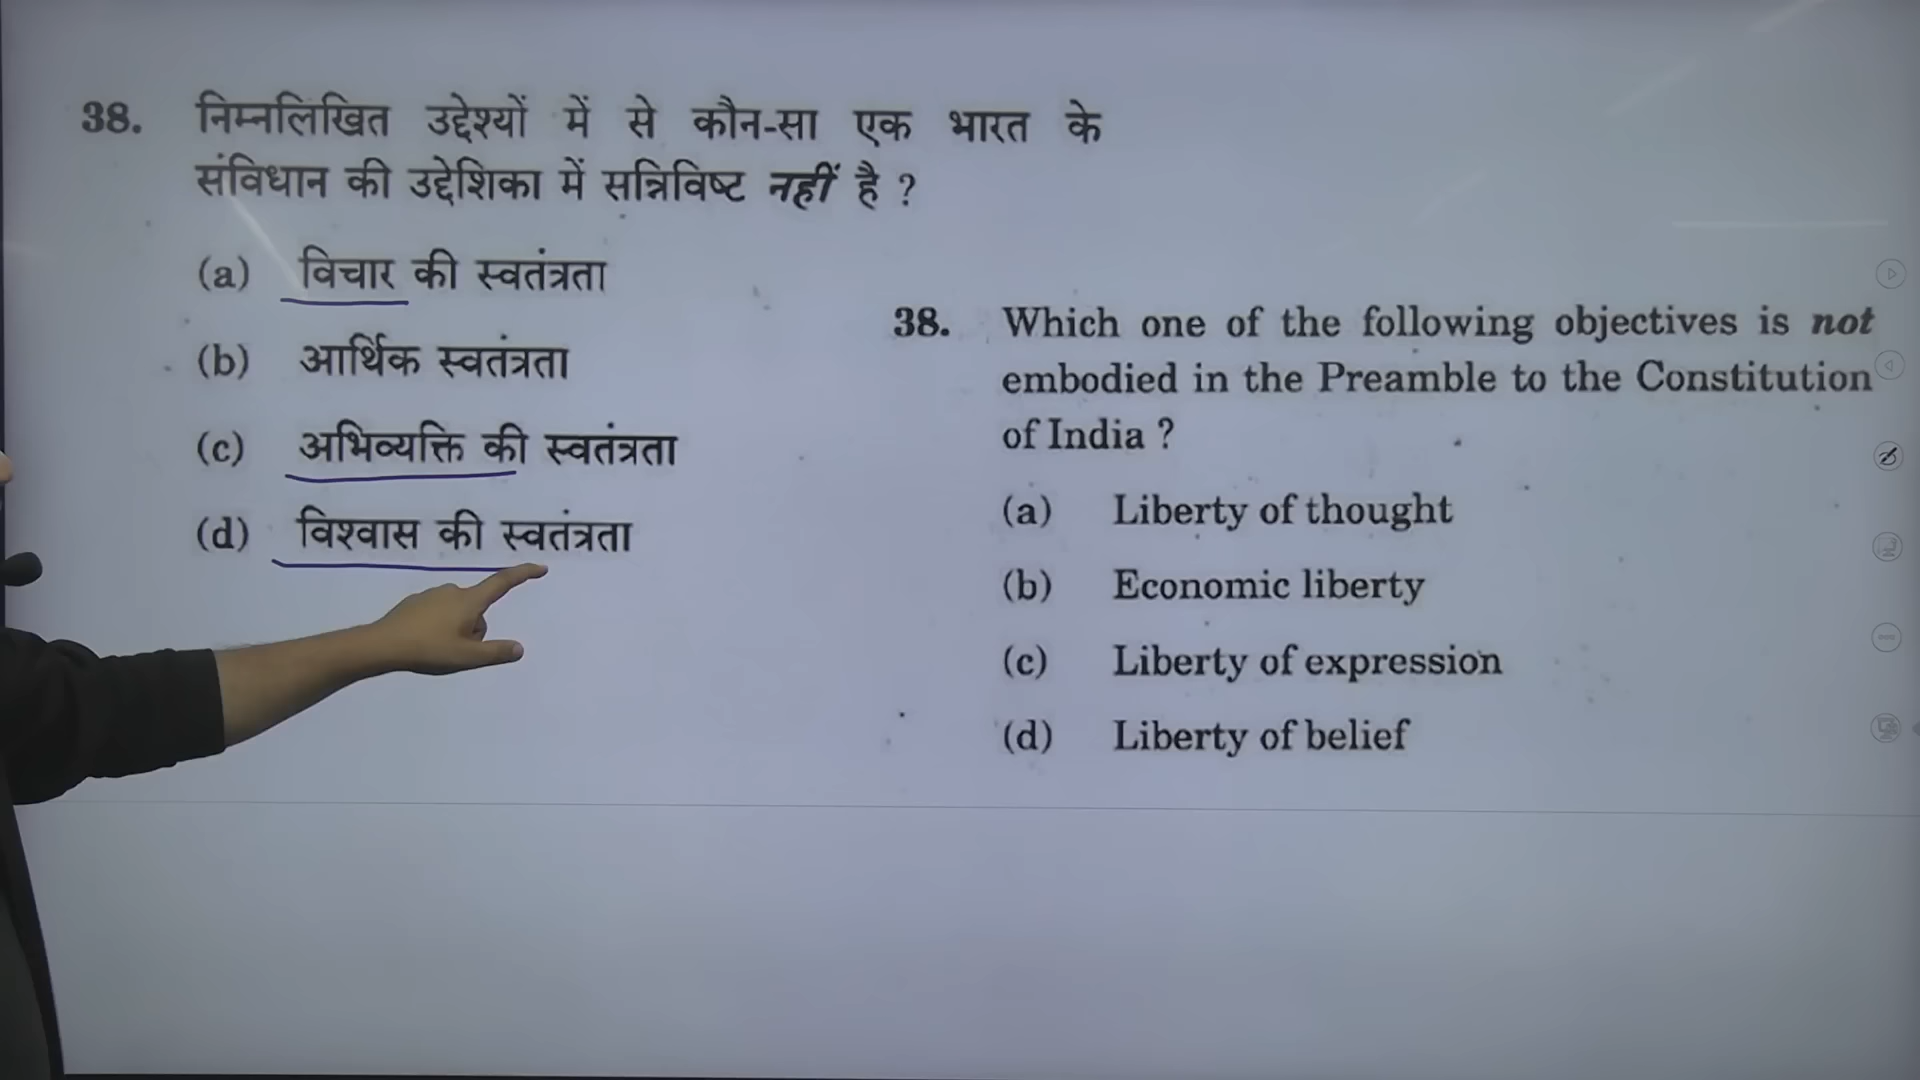 38. निम्नलिखित उद्देश्यों में से कौन-सा एक भारत के
संविधान की उद्देशिका में सन्निविष्ट नहीं है ?
(a) विचार की स्वतंत्रता
(b) आर्थिक स्वतंत्रता
(c) अभिव्यक्ति की स्वतंत्रता
(d) विश्वास की स्वतंत्रता
38. Which one of the following objectives is not
embodied in the Preamble to the Constitution
of India ?
(a) Liberty of thought
(b) Economic liberty
(c) Liberty of expression
(d) Liberty of belief